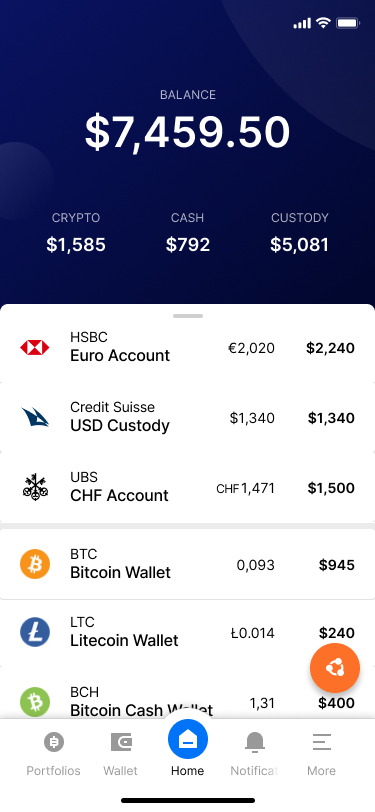 BALANCE
$7,459.50
CRYPTO CASH CUSTODY
$1,585 $792 $5,081
HSBC
Euro Account €2,020 $2,240
Credit Suisse
USD Custody $1,340 $1,340
UBS
CHF Account CHF 1,471 $1,500
BTC
Bitcoin Wallet 0,093 $945
LTC
Litecoin Wallet Ł0.014 $240
BCH
Bitcoin Cash Wallet 1,31 $400
Portfolios Wallet Home Notificat More